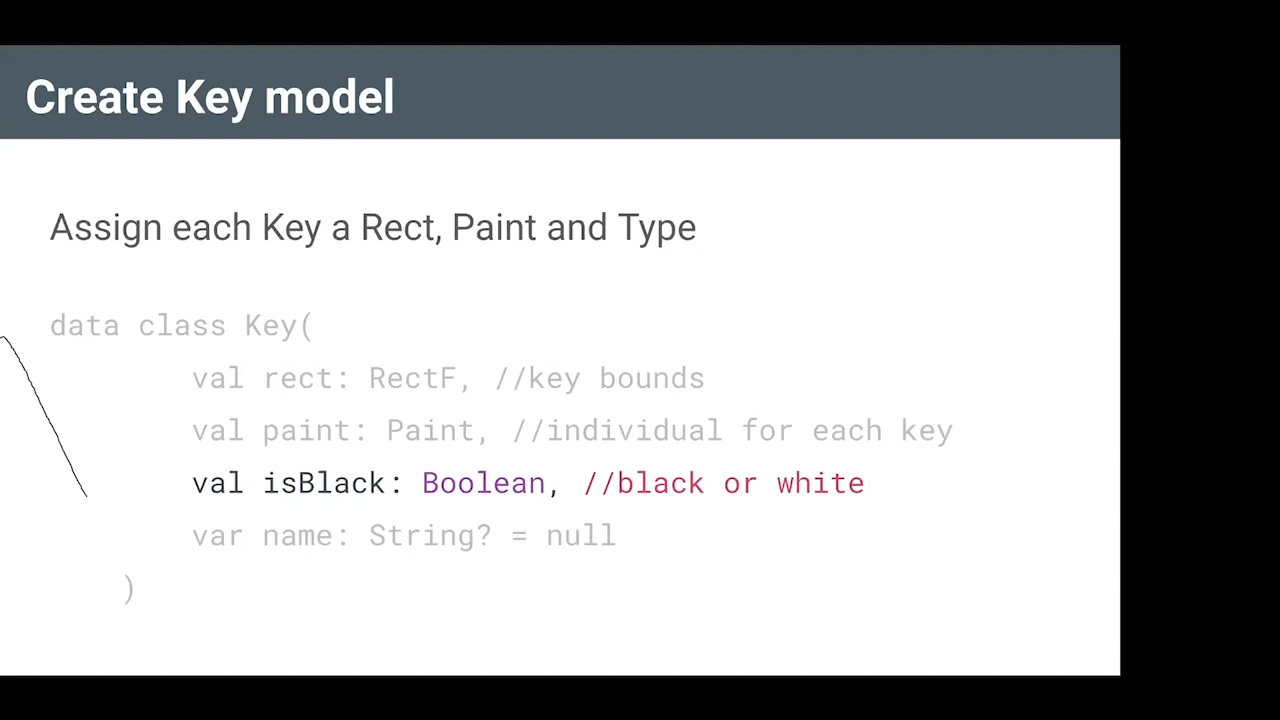 Create Key model
Assign each Key a Rect, Paint and Type
data class Key(
val rect: RectF, //key bounds
val paint: Paint, //individual for each key
val isBlack: Boolean, //black or white
var name: String? = null
)